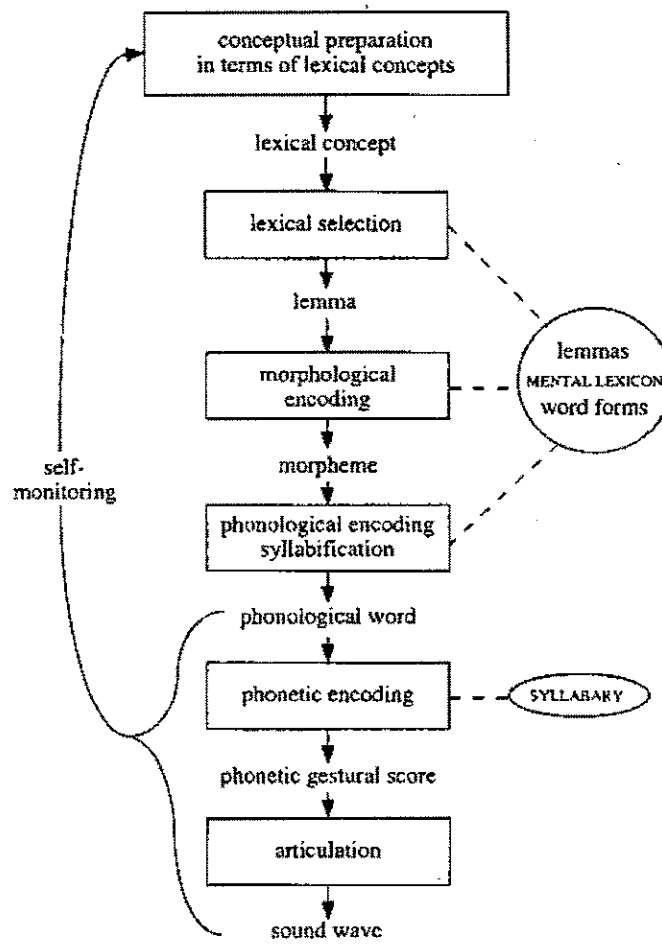 conceptual preparation
in terms of lexical concepts
lexical concept
lexical selection
lemma
lemmas
MENTAL LEXICON
word forms
morphological
encoding
morpheme
self-
monitoring
phonological encoding
syllabification
phonological word
phonetic encoding
SYLLABARY
phonetic gestural score
articulation
sound wave